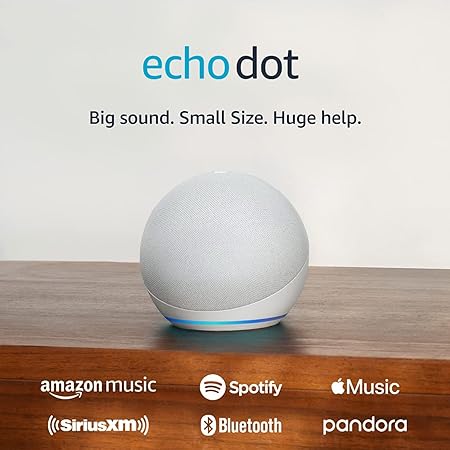 echo dot
Big sound. Small Size. Huge help.
amazon music
Spotify
Music
SiriusXM
Bluetooth
pandora